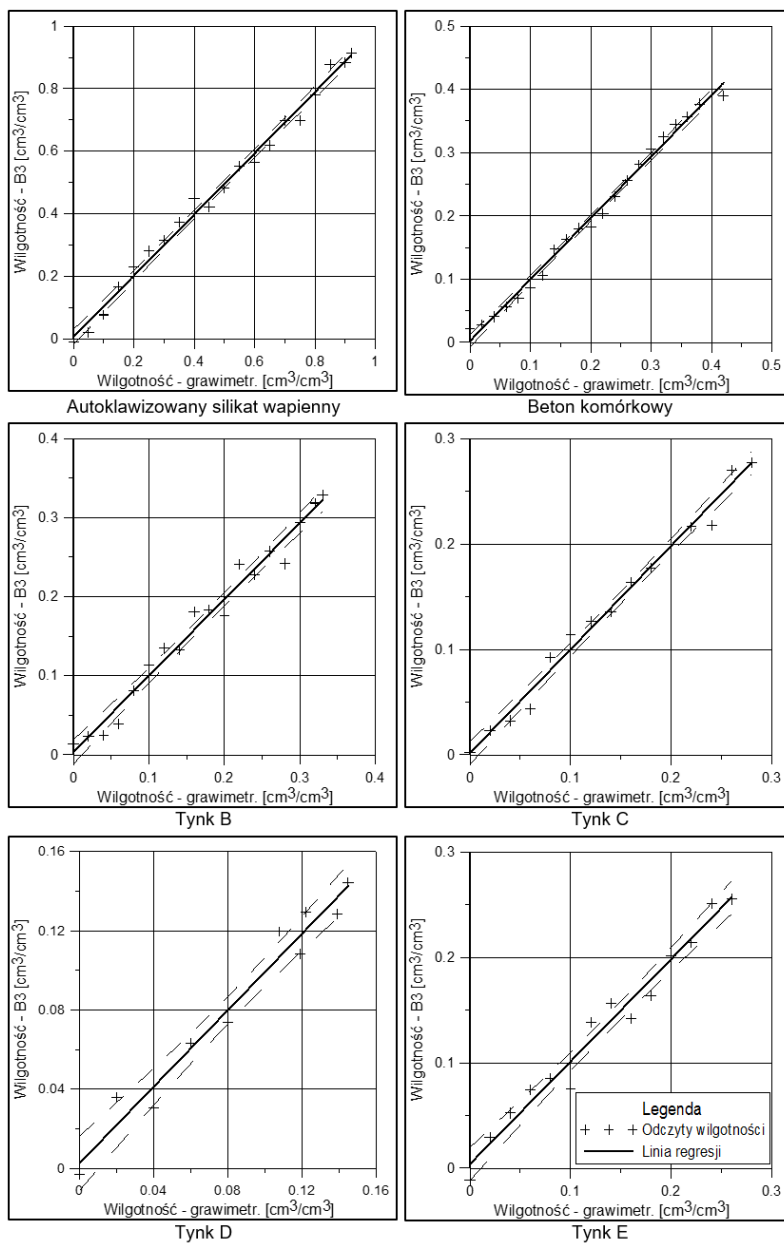 1
0.8
0.6
0.4
0.2
0
Wilgotność - B3 [cm3/cm3]
0 0.2 0.4 0.6 0.8 1
Wilgotność - grawimetr. [cm3/cm3]
Autoklawizowany silikat wapienny
0.5
0.4
0.3
0.2
0.1
0
Wilgotność - B3 [cm3/cm3]
0 0.1 0.2 0.3 0.4 0.5
Wilgotność - grawimetr. [cm3/cm3]
Beton komórkowy
0.4
0.3
0.2
0.1
0
Wilgotność - B3 [cm3/cm3]
0 0.1 0.2 0.3 0.4
Wilgotność - grawimetr. [cm3/cm3]
Tynk B
0.3
0.2
0.1
0
Wilgotność - B3 [cm3/cm3]
0 0.1 0.2 0.3
Wilgotność - grawimetr. [cm3/cm3]
Tynk C
0.16
0.12
0.08
0.04
0
Wilgotność - B3 [cm3/cm3]
0 0.04 0.08 0.12 0.16
Wilgotność - grawimetr. [cm3/cm3]
Tynk D
0.3
0.2
0.1
0
Wilgotność - B3 [cm3/cm3]
Legenda
Odczyty wilgotności
Linia regresji
0 0.1 0.2 0.3
Wilgotność - grawimetr. [cm3/cm3]
Tynk E